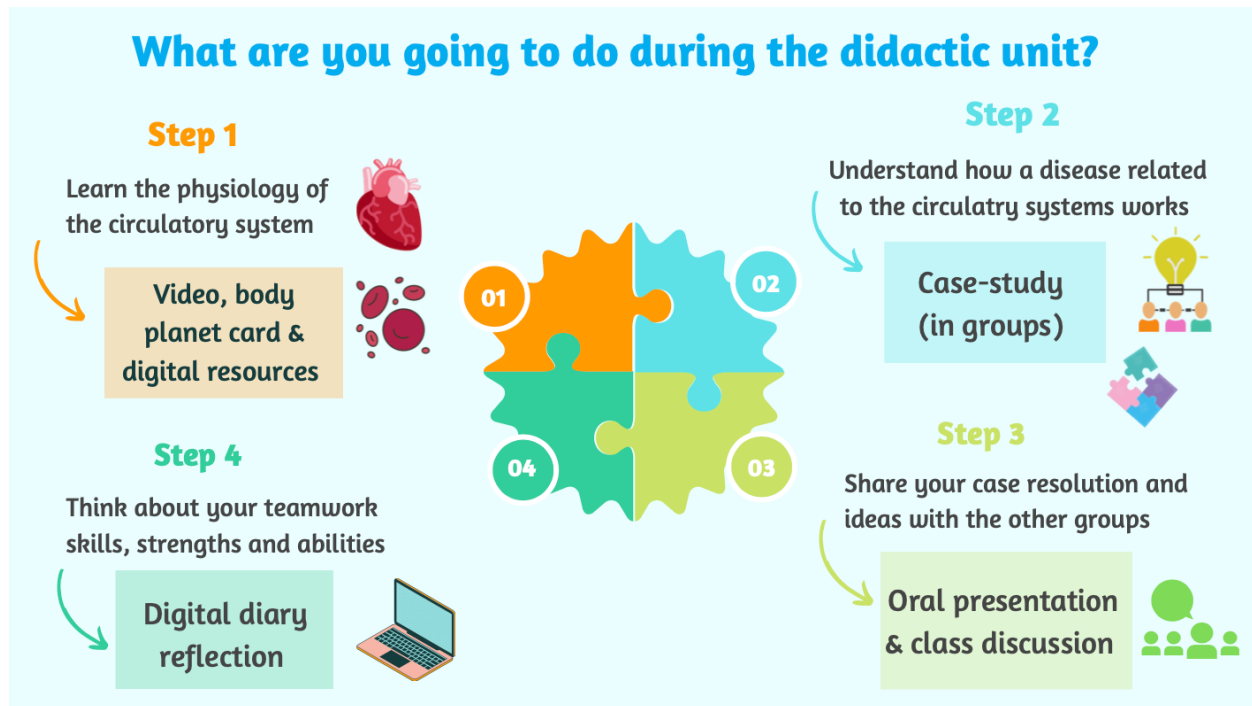 What are you going to do during the didactic unit?
Step 1
Learn the physiology of
the circulatory system
Video, body
planet card &
digital resources
Step 2
Understand how a disease related
to the circulatry systems works
Case-study
(in groups)
01
02
04
03
Step 3
Share your case resolution and
ideas with the other groups
Oral presentation
& class discussion
Step 4
Think about your teamwork
skills, strengths and abilities
Digital diary
reflection